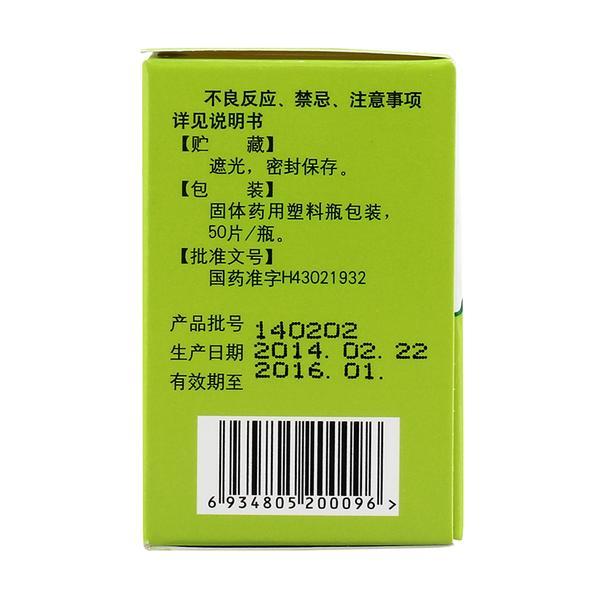 不良反应、禁忌、注意事项
详见说明书
【贮　藏】
遮光，密封保存。
【包　装】
固体药用塑料瓶包装，
50片/瓶。
【批准文号】
国药准字H43021932
产品批号 140202
生产日期 2014. 02. 22
有效期至 2016. 01.
6 934805 200096 >